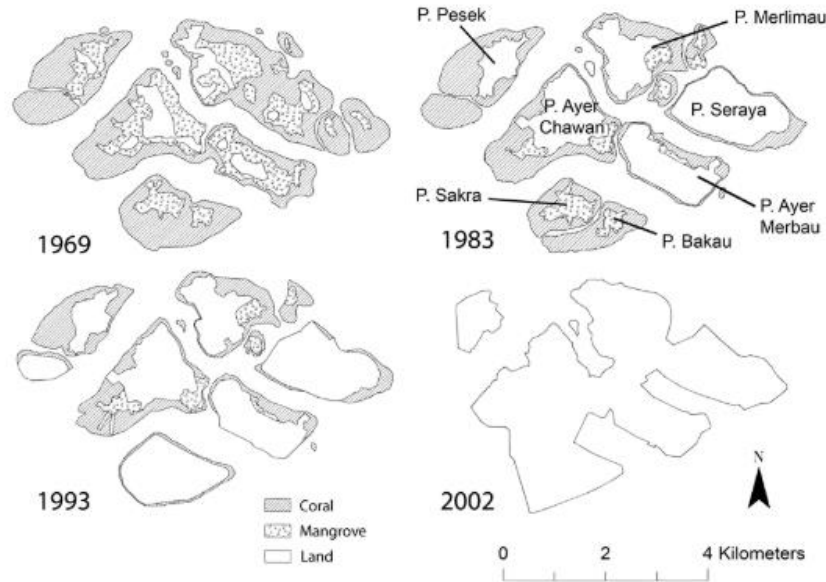 P. Pesek
P. Merlimau
P. Ayer
Chawan
P. Seraya
P. Sakra
P. Ayer
Merbau
P. Bakau
1969
1983
1993
Coral
Mangrove
Land
2002
N
0 2 4 Kilometers